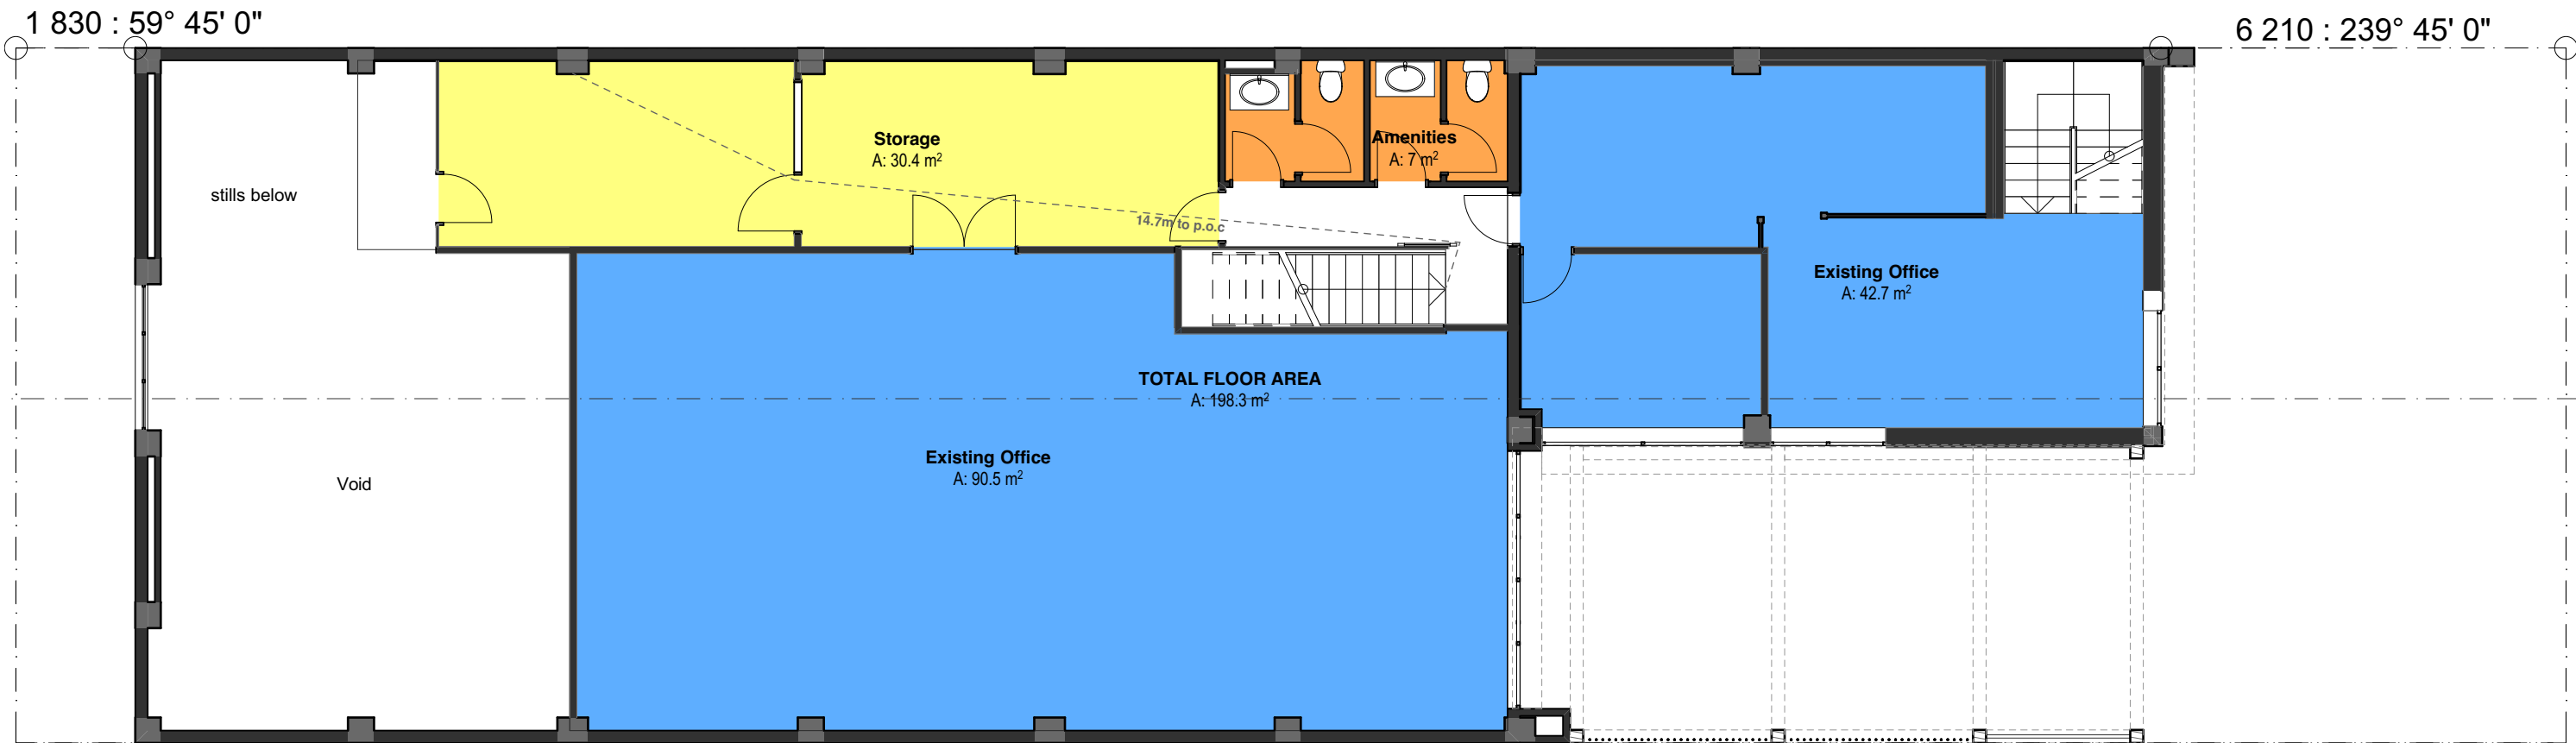 1 830 : 59° 45' 0"
6 210 : 239° 45' 0"
Storage
A: 30.4 m²
Amenities
A: 7 m²
stills below
14.7m to p.o.c
Existing Office
A: 42.7 m²
TOTAL FLOOR AREA
A: 198.3 m²
Existing Office
A: 90.5 m²
Void